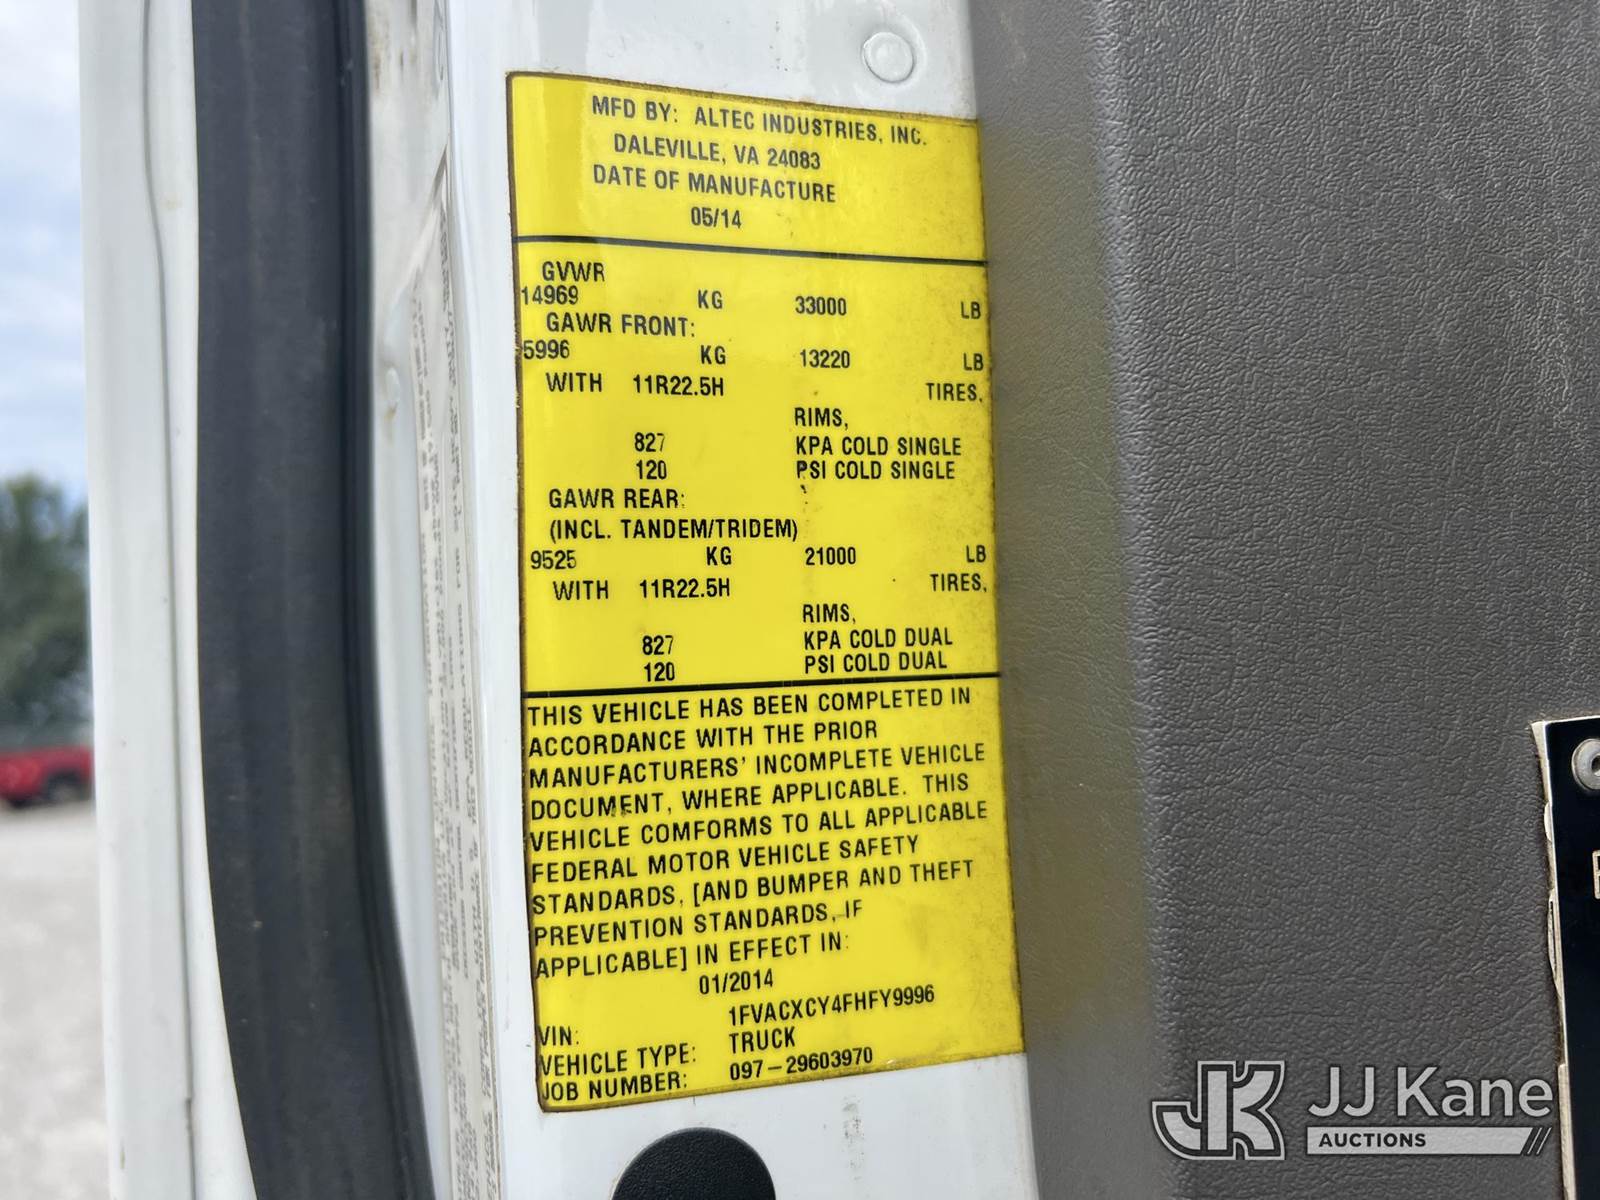 MFD BY: ALTEC INDUSTRIES, INC.
DALEVILLE, VA 24083
DATE OF MANUFACTURE
05/14
GVWR
14969 KG 33000 LB
GAWR FRONT:
5996 KG 13220 LB
WITH 11R22.5H TIRES,
RIMS,
827 KPA COLD SINGLE
120 PSI COLD SINGLE
GAWR REAR:
(INCL. TANDEM/TRIDEM)
9525 KG 21000 LB
WITH 11R22.5H TIRES,
RIMS,
827 KPA COLD DUAL
120 PSI COLD DUAL
THIS VEHICLE HAS BEEN COMPLETED IN
ACCORDANCE WITH THE PRIOR
MANUFACTURERS' INCOMPLETE VEHICLE
DOCUMENT, WHERE APPLICABLE. THIS
VEHICLE COMFORMS TO ALL APPLICABLE
FEDERAL MOTOR VEHICLE SAFETY
STANDARDS, [AND BUMPER AND THEFT
PREVENTION STANDARDS, IF
APPLICABLE] IN EFFECT IN:
01/2014
VIN: 1FVACXCY4FHFY9996
VEHICLE TYPE: TRUCK
JOB NUMBER: 097-29603970
JK JJ Kane
AUCTIONS